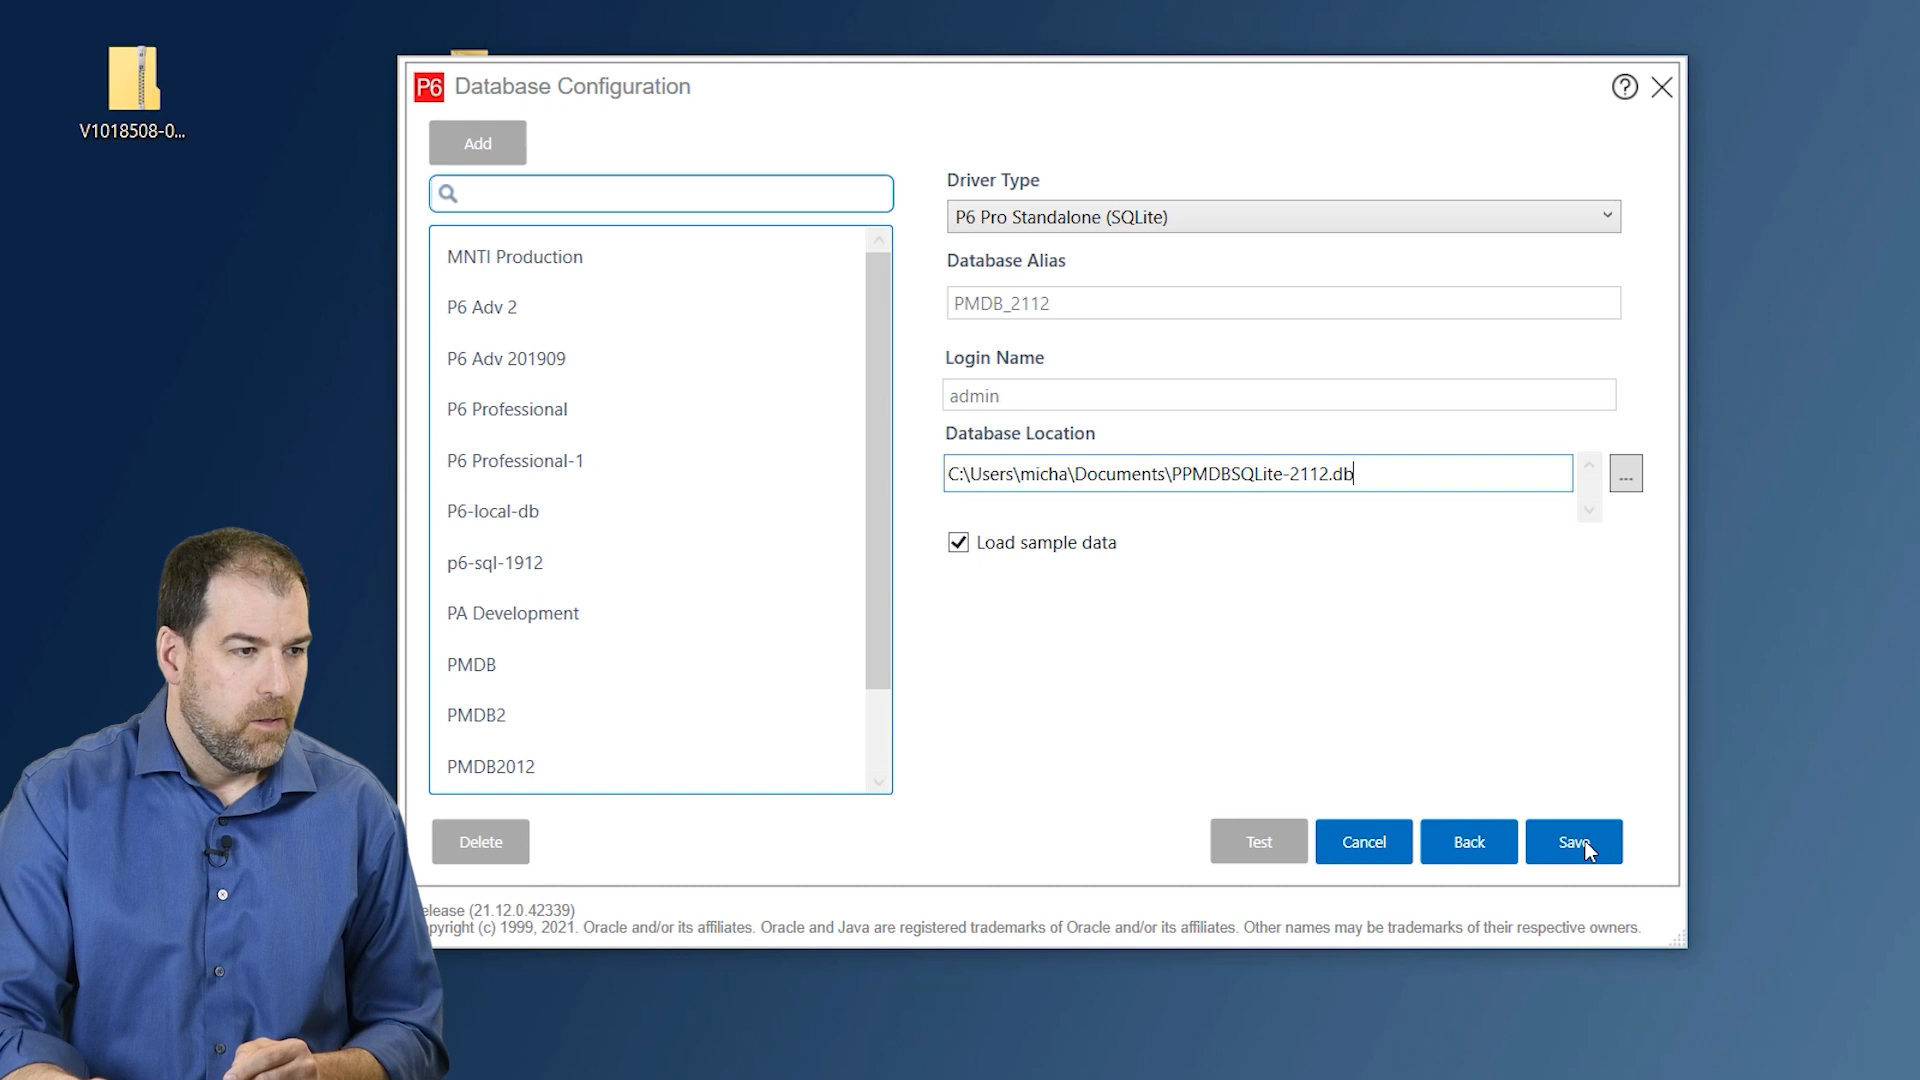 V1018508-0...
P6 Database Configuration
?
Add
MNTI Production
P6 Adv 2
P6 Adv 201909
P6 Professional
P6 Professional-1
P6-local-db
p6-sql-1912
PA Development
PMDB
PMDB2
PMDB2012
Delete
Driver Type
P6 Pro Standalone (SQLite)
Database Alias
PMDB_2112
Login Name
admin
Database Location
C:\Users\micha\Documents\PPMDBSQLite-2112.db
...
Load sample data
Test
Cancel
Back
Save
elease (21.12.0.42339)
pyright (c) 1999, 2021. Oracle and/or its affiliates. Oracle and Java are registered trademarks of Oracle and/or its affiliates. Other names may be trademarks of their respective owners.